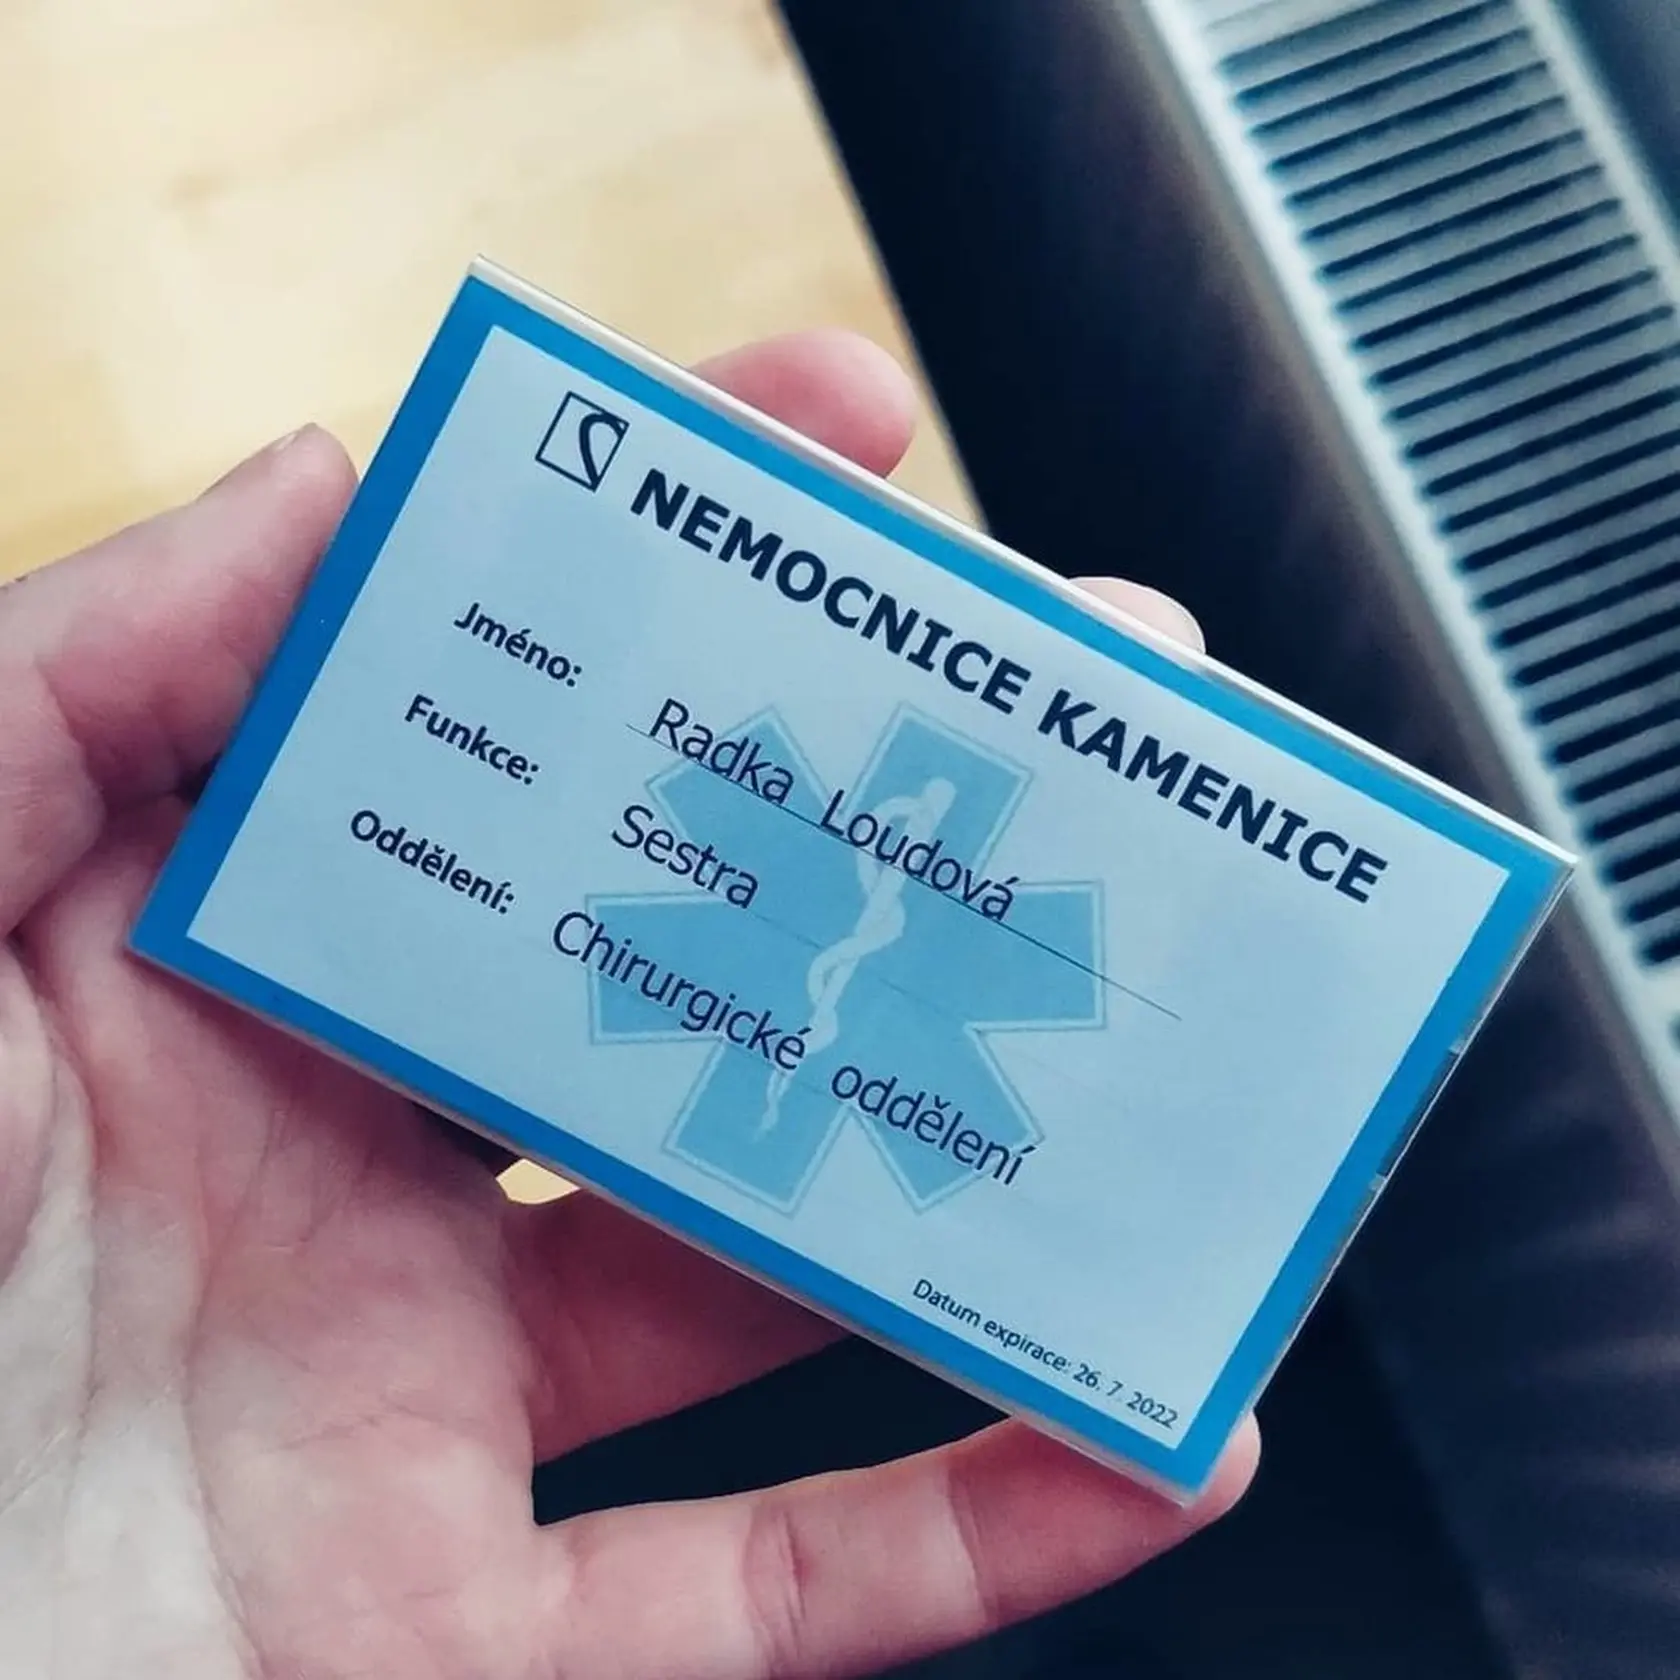 NEMOCNICE KAMENICE
Jméno: Radka Loudová
Funkce: Sestra
Oddělení: Chirurgické oddělení
Datum expirace: 26. 7. 2022